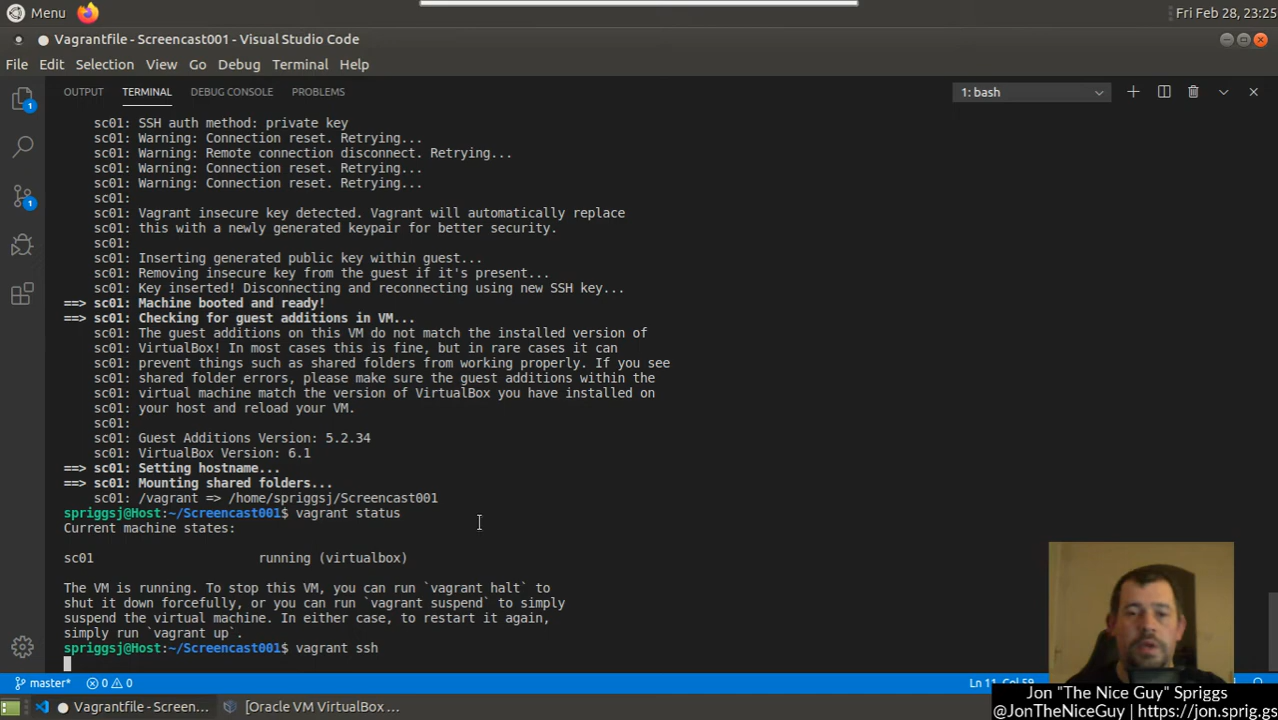 Menu
Fri Feb 28, 23:25
Vagrantfile - Screencast001 - Visual Studio Code
File Edit Selection View Go Debug Terminal Help
OUTPUT TERMINAL DEBUG CONSOLE PROBLEMS 1: bash
sc01: SSH auth method: private key
sc01: Warning: Connection reset. Retrying...
sc01: Warning: Remote connection disconnect. Retrying...
sc01: Warning: Connection reset. Retrying...
sc01: Warning: Connection reset. Retrying...
sc01:
sc01: Vagrant insecure key detected. Vagrant will automatically replace
sc01: this with a newly generated keypair for better security.
sc01:
sc01: Inserting generated public key within guest...
sc01: Removing insecure key from the guest if it's present...
sc01: Key inserted! Disconnecting and reconnecting using new SSH key...
==> sc01: Machine booted and ready!
==> sc01: Checking for guest additions in VM...
sc01: The guest additions on this VM do not match the installed version of
sc01: VirtualBox! In most cases this is fine, but in rare cases it can
sc01: prevent things such as shared folders from working properly. If you see
sc01: shared folder errors, please make sure the guest additions within the
sc01: virtual machine match the version of VirtualBox you have installed on
sc01: your host and reload your VM.
sc01:
sc01: Guest Additions Version: 5.2.34
sc01: VirtualBox Version: 6.1
==> sc01: Setting hostname...
==> sc01: Mounting shared folders...
sc01: /vagrant => /home/spriggsj/Screencast001
spriggsj@Host:~/Screencast001$ vagrant status
Current machine states:
sc01 running (virtualbox)
The VM is running. To stop this VM, you can run `vagrant halt` to
shut it down forcefully, or you can run `vagrant suspend` to simply
suspend the virtual machine. In either case, to restart it again,
simply run `vagrant up`.
spriggsj@Host:~/Screencast001$ vagrant ssh
1
1
master* 0 0 Ln 11, Col 59
Jon "The Nice Guy" Spriggs
@JonTheNiceGuy | https://jon.sprig.gs
Vagrantfile - Screen... [Oracle VM VirtualBox ...